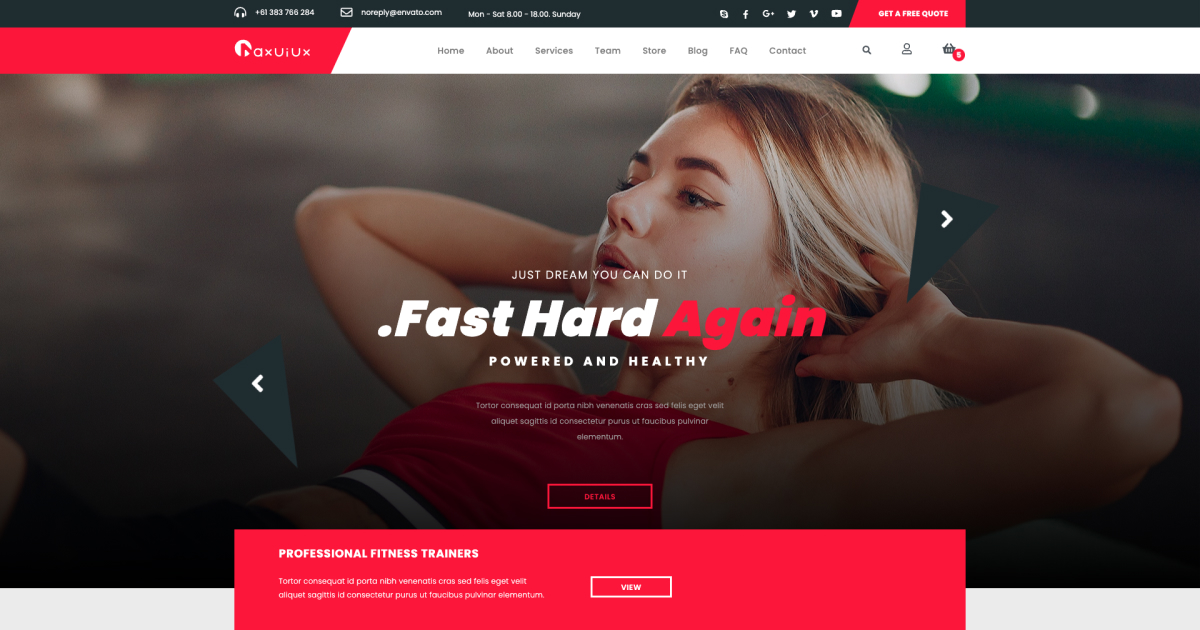 +61 383 766 284
noreply@envato.com
Mon - Sat 8.00 - 18.00. Sunday
GET A FREE QUOTE
axUiUx
Home About Services Team Store Blog FAQ Contact
5
JUST DREAM YOU CAN DO IT
.Fast Hard Again
POWERED AND HEALTHY
Tortor consequat id porta nibh venenatis cras sed felis eget velit
aliquet sagittis id consectetur purus ut faucibus pulvinar
elementum.
DETAILS
PROFESSIONAL FITNESS TRAINERS
Tortor consequat id porta nibh venenatis cras sed felis eget velit
aliquet sagittis id consectetur purus ut faucibus pulvinar elementum.
VIEW